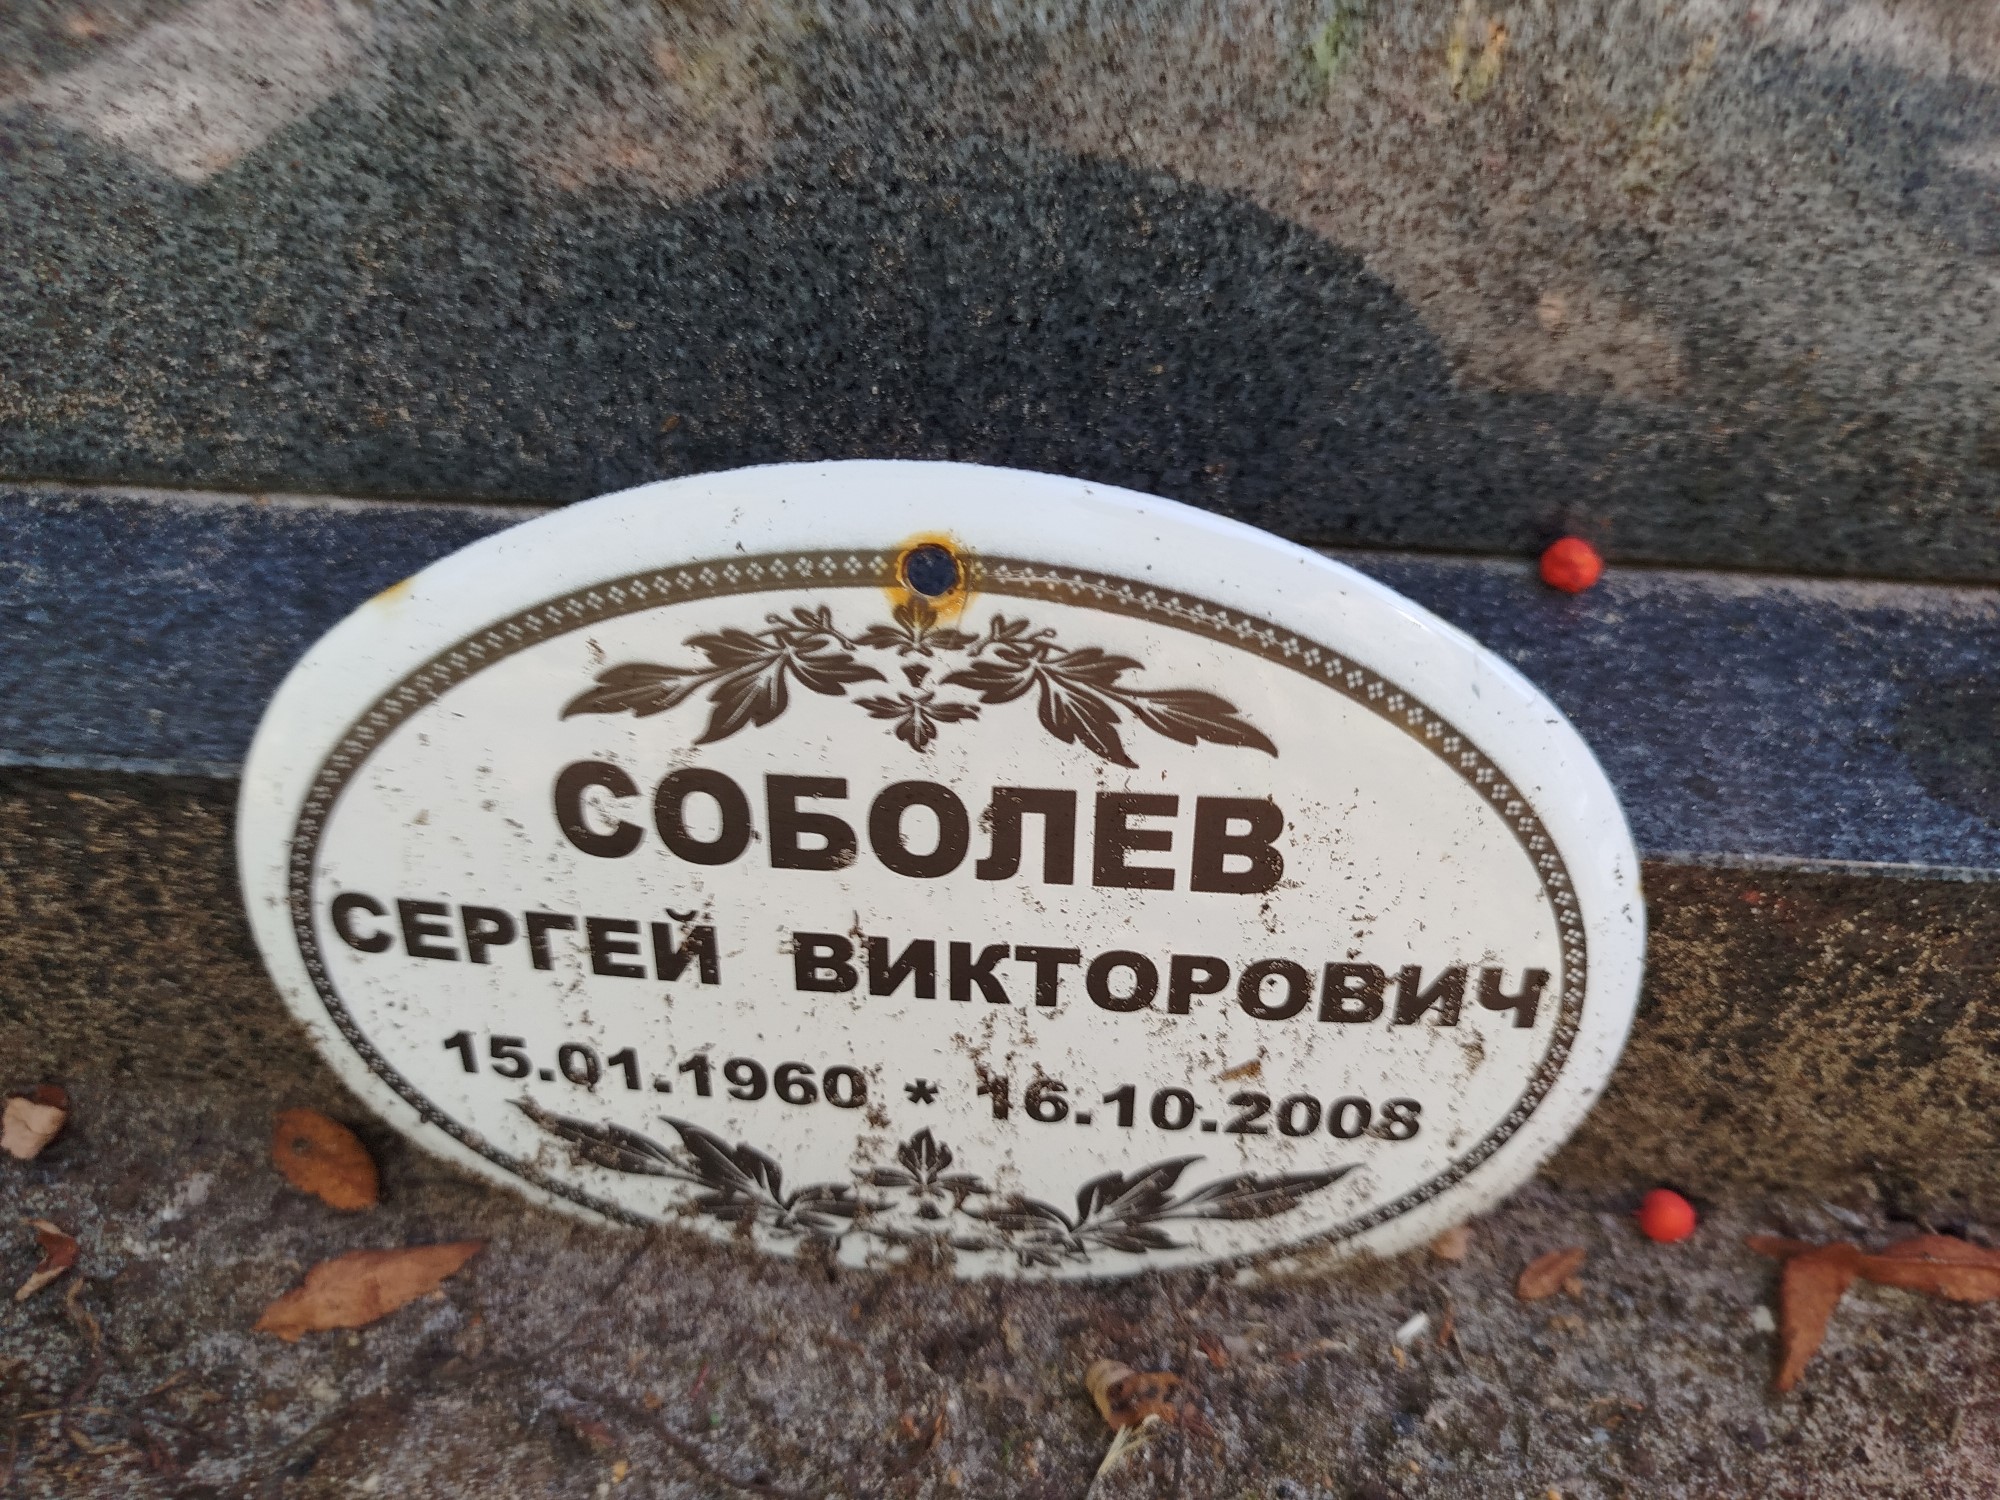 СОБОЛЕВ
СЕРГЕЙ ВИКТОРОВИЧ
15.01.1960 * 16.10.2008